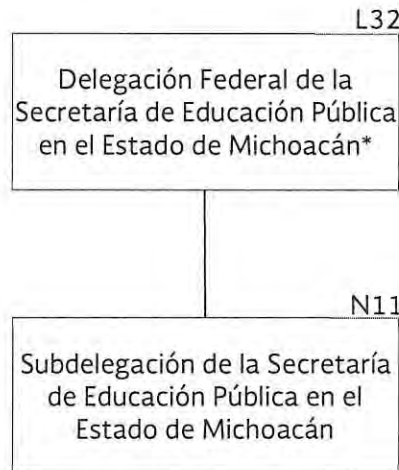 L32
Delegación Federal de la
Secretaría de Educación Pública
en el Estado de Michoacán*
N11
Subdelegación de la Secretaría
de Educación Pública en el
Estado de Michoacán